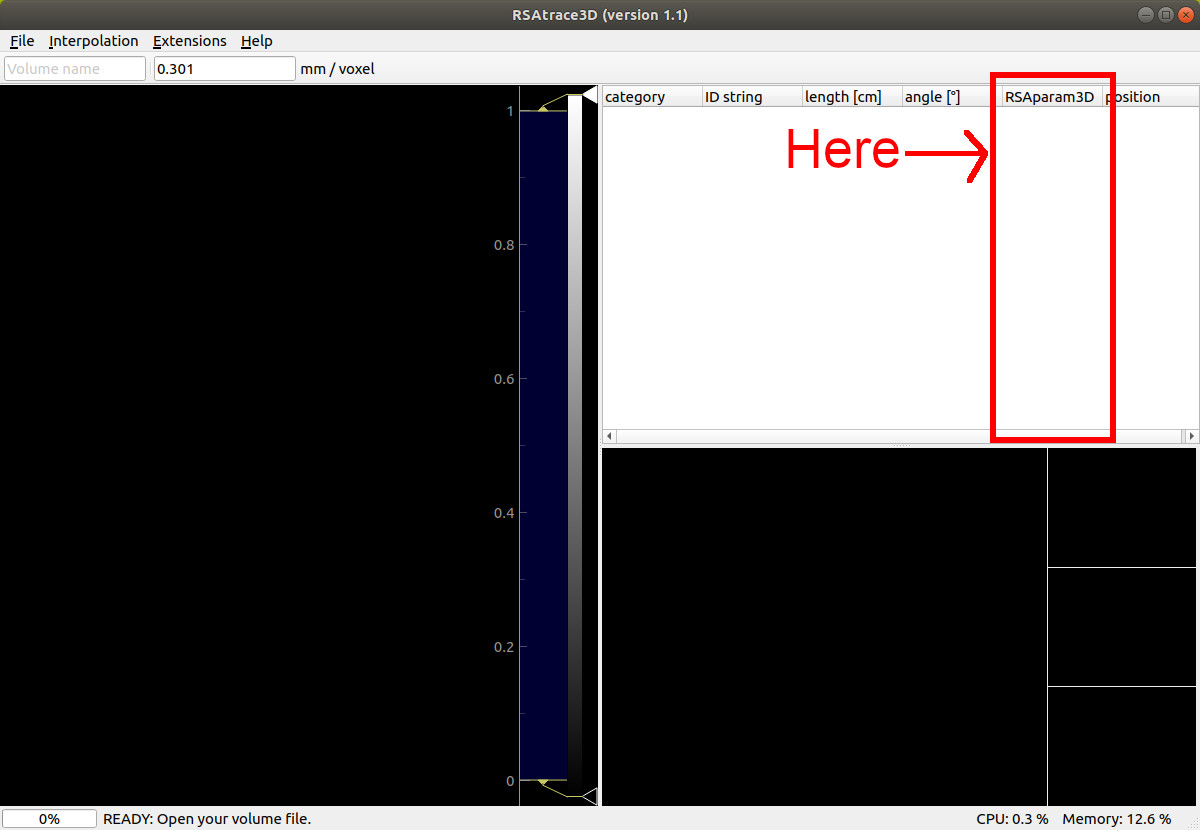 RSAtrace3D (version 1.1)
File Interpolation Extensions Help
Volume name 0.301 mm / voxel
category ID string length [cm] angle [°] RSAparam3D position
1
0.8
0.6
0.4
0.2
0
Here
0% READY: Open your volume file. CPU: 0.3 % Memory: 12.6 %